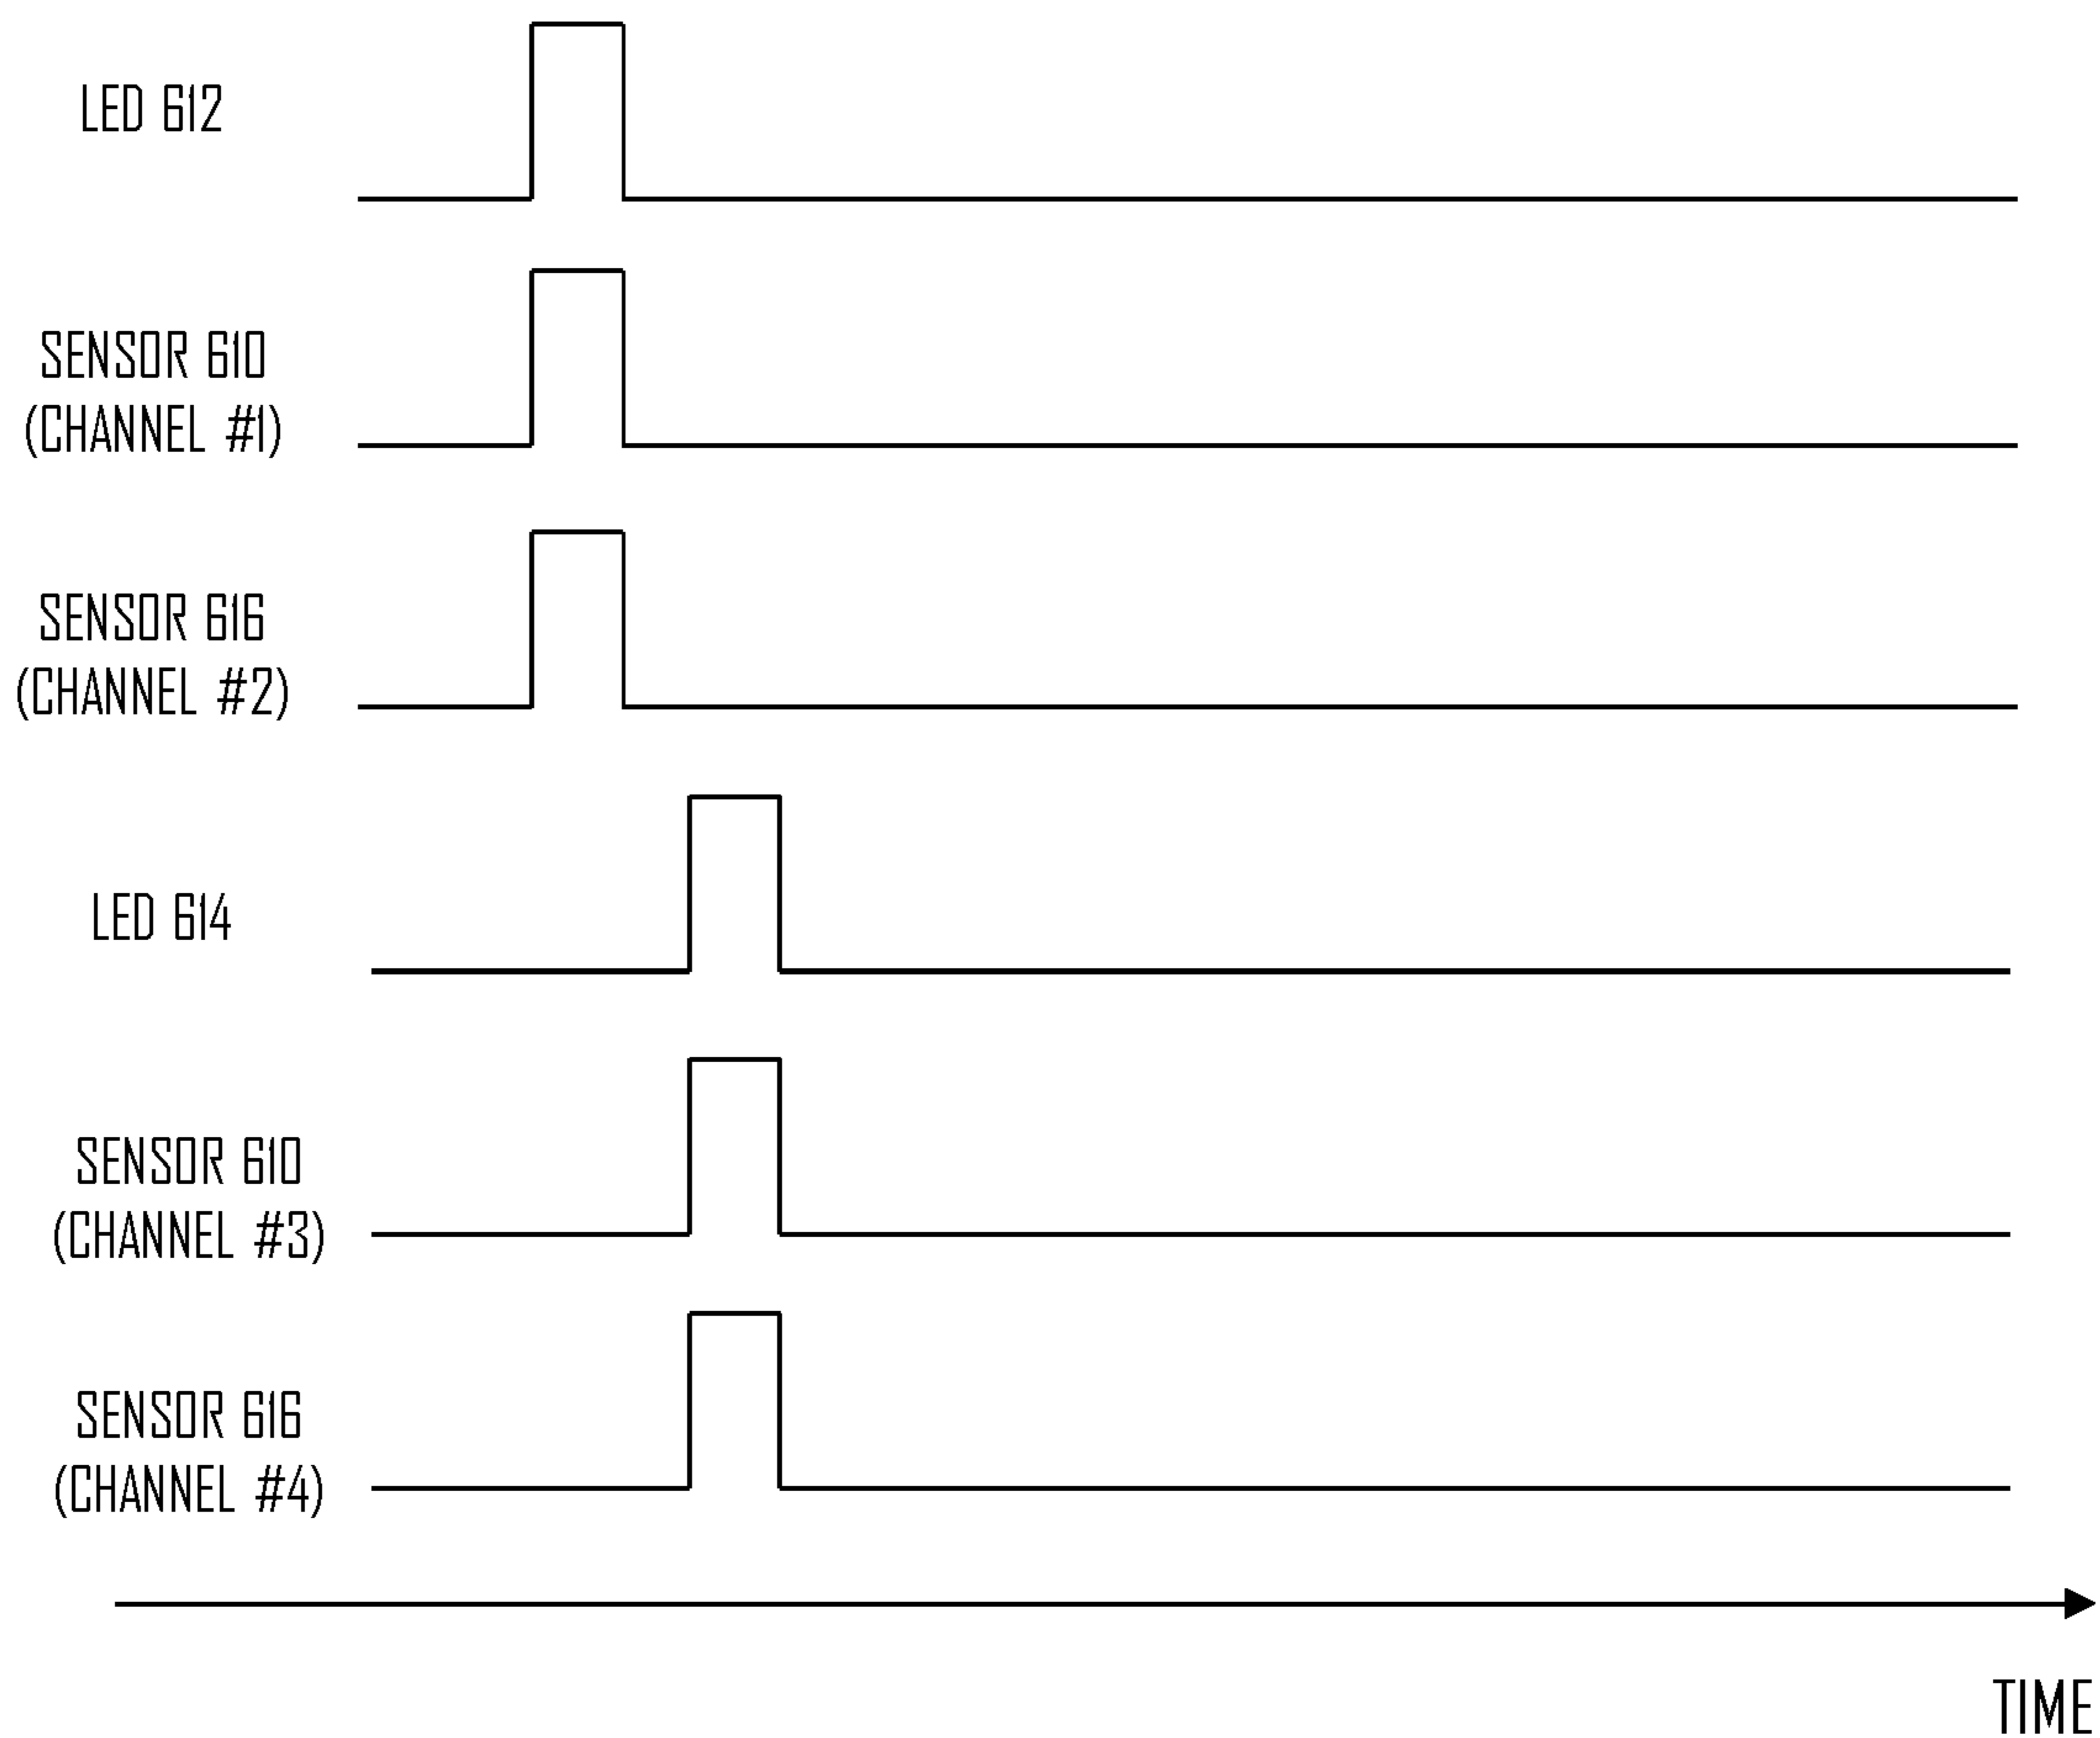 LED 612
SENSOR 610
(CHANNEL #1)
SENSOR 616
(CHANNEL #2)
LED 614
SENSOR 610
(CHANNEL #3)
SENSOR 616
(CHANNEL #4)
TIME